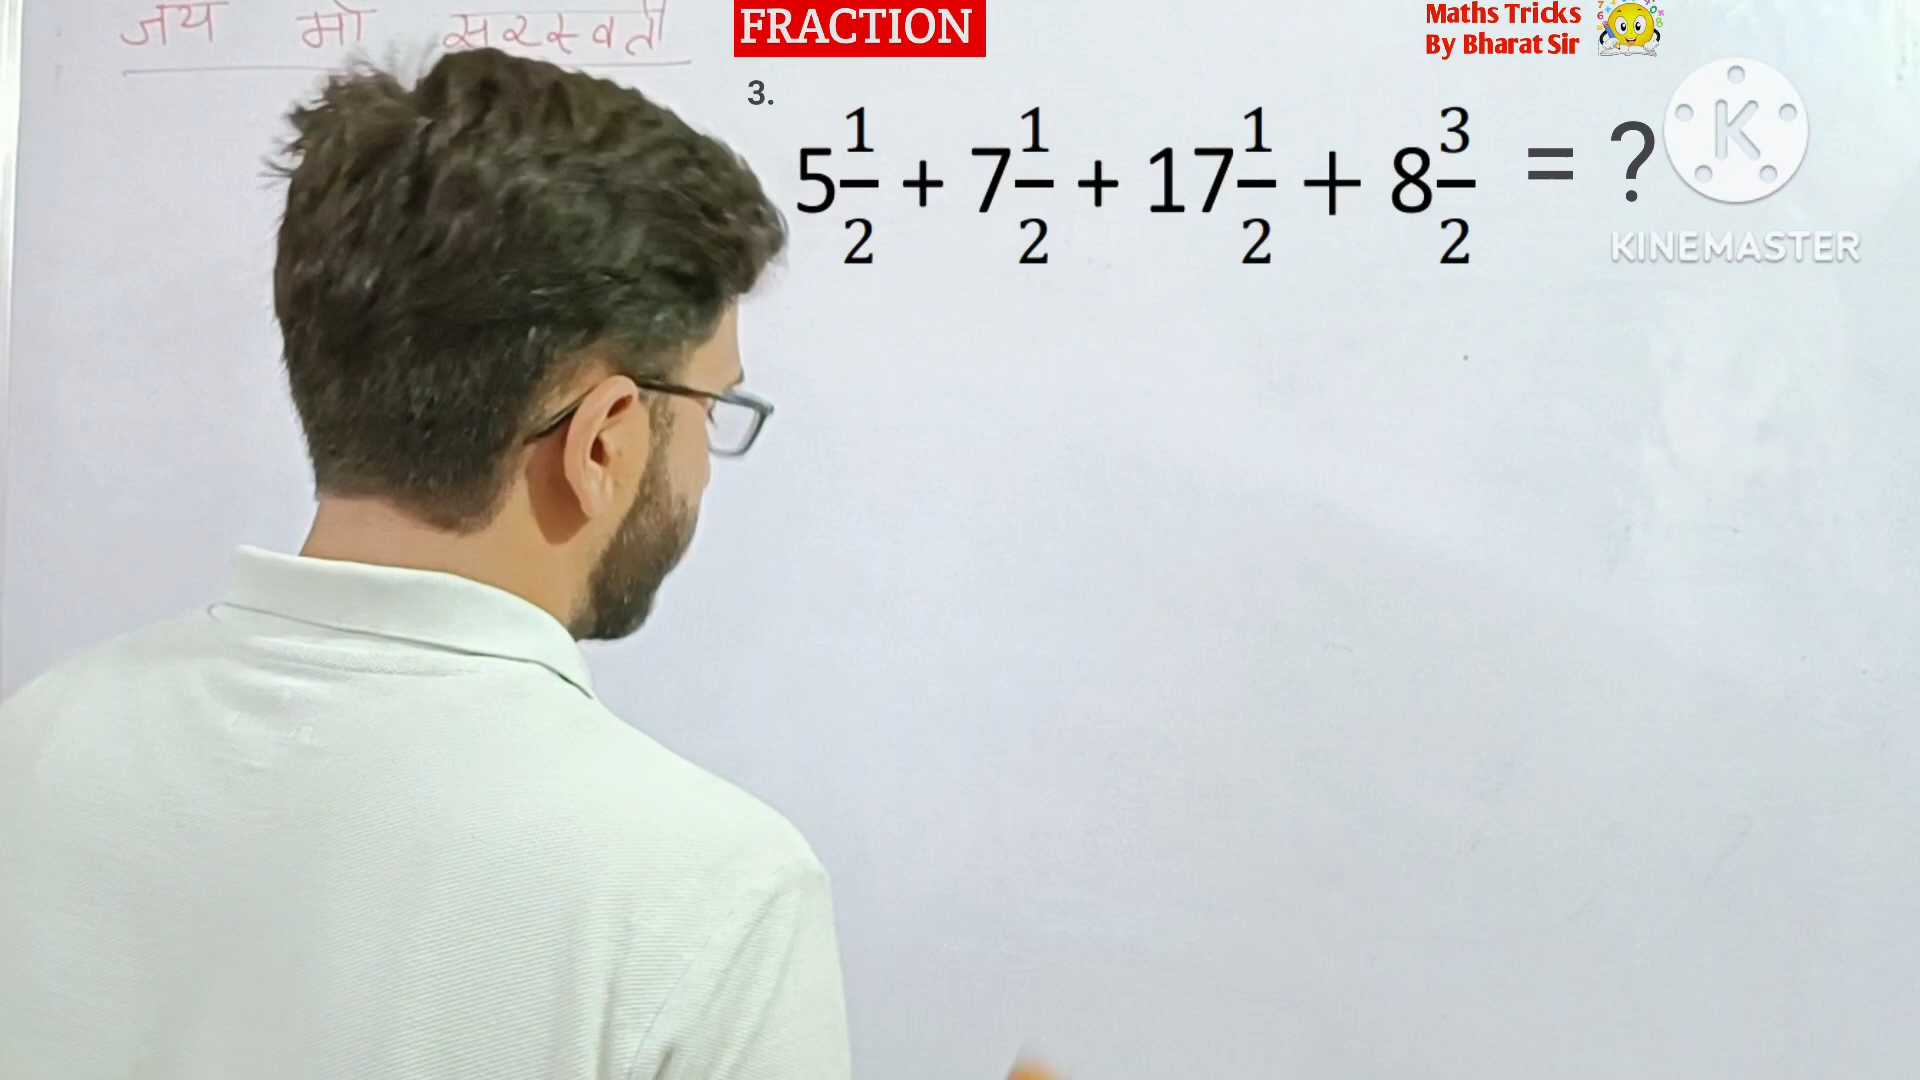 जय माँ सरस्वती
FRACTION
Maths Tricks
By Bharat Sir
3.
5 1/2 + 7 1/2 + 17 1/2 + 8 3/2 = ?
K
KINEMASTER